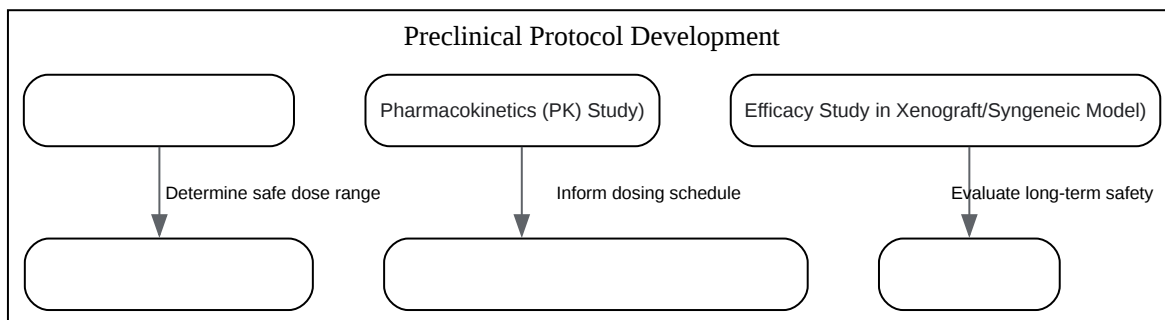 Preclinical Protocol Development
Pharmacokinetics (PK) Study)
Efficacy Study in Xenograft/Syngeneic Model)
Determine safe dose range
Inform dosing schedule
Evaluate long-term safety